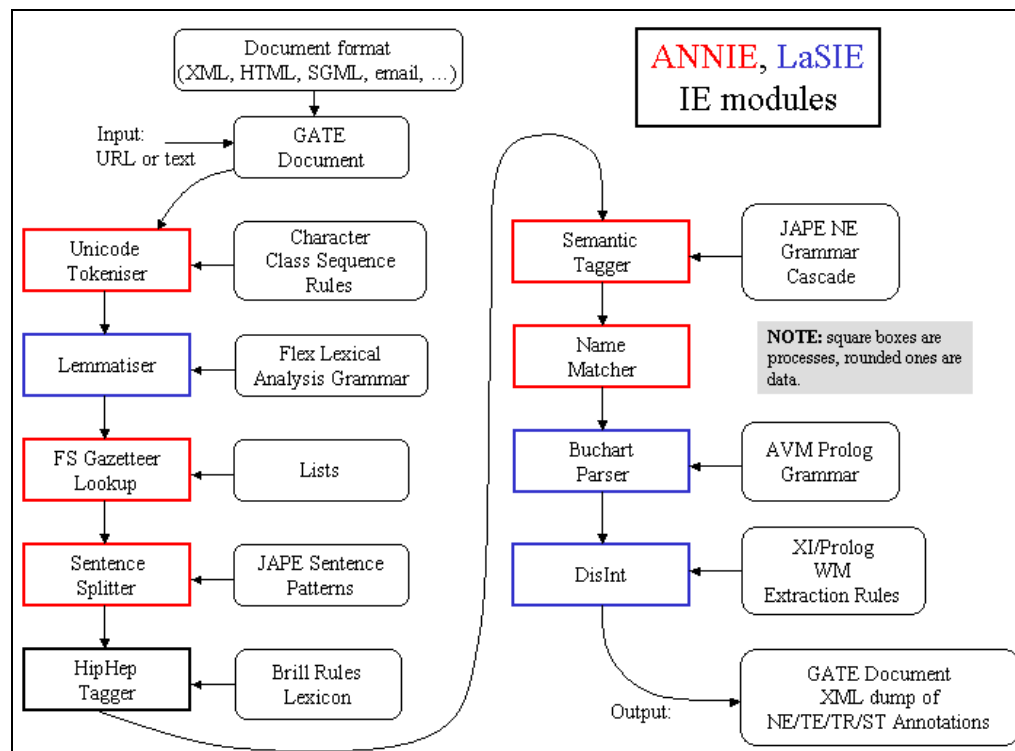 Document format
(XML, HTML, SGML, email, ...)
ANNIE, LaSIE
IE modules
Input:
URL or text
GATE
Document
Unicode
Tokeniser
Character
Class Sequence
Rules
Lemmatiser
Flex Lexical
Analysis Grammar
FS Gazetteer
Lookup
Lists
Sentence
Splitter
JAPE Sentence
Patterns
HipHep
Tagger
Brill Rules
Lexicon
Semantic
Tagger
JAPE NE
Grammar
Cascade
Name
Matcher
NOTE: square boxes are
processes, rounded ones are
data.
Buchart
Parser
AVM Prolog
Grammar
DisInt
XI/Prolog
WM
Extraction Rules
Output:
GATE Document
XML dump of
NE/TE/TR/ST Annotations